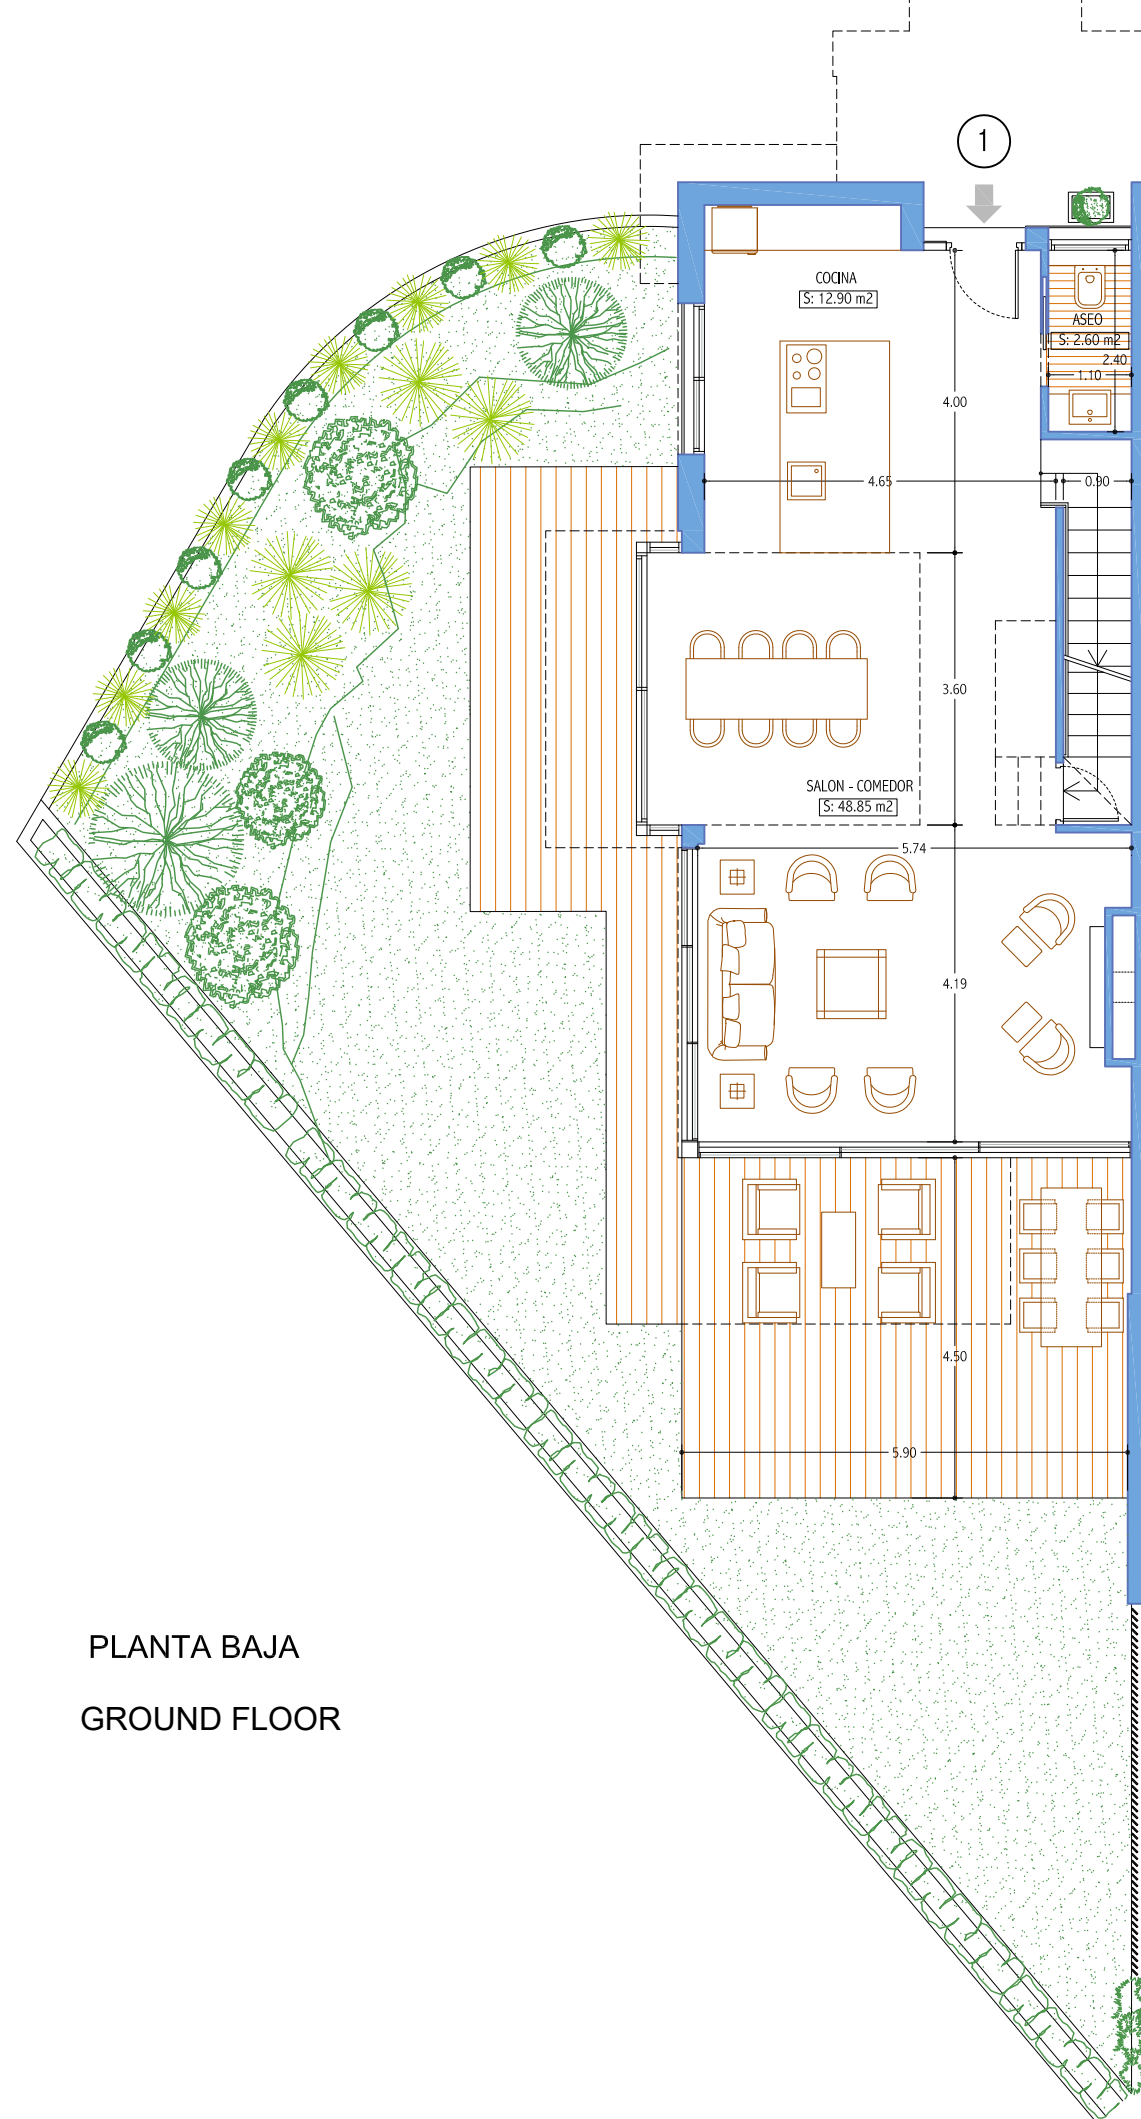 1
COCINA
S: 12.90 m2
ASEO
S: 2.60 m2
2.40
1.10
4.00
4.65
0.90
3.60
SALON - COMEDOR
S: 48.85 m2
5.74
4.19
4.50
5.90
PLANTA BAJA
GROUND FLOOR